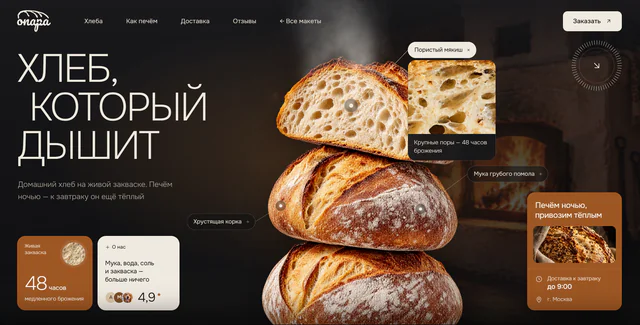 опара
Хлеба
Как печём
Доставка
Отзывы
← Все макеты
Заказать ↗
ХЛЕБ,
КОТОРЫЙ
ДЫШИТ
Домашний хлеб на живой закваске. Печём
ночью — к завтраку он ещё тёплый
Пористый мякиш
Крупные поры — 48 часов
брожения
Мука грубого помола
Хрустящая корка
Живая
закваска
48 часов
медленного брожения
О нас
Мука, вода, соль
и закваска —
больше ничего
4,9
Печём ночью,
привозим тёплым
Доставка к завтраку
до 9:00
г. Москва